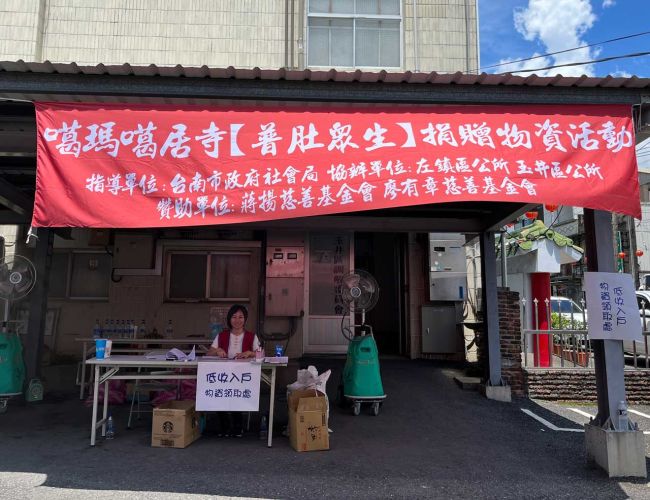 噶瑪噶居寺【普肚眾生】捐贈物資活動
指導單位:台南市政府社會局 協辦單位:左鎮區公所 玉井區公所
贊助單位:蔣揚慈善基金會 廖有章慈善基金會
低收入戶
物資領取處
低收入戶
物資領取處